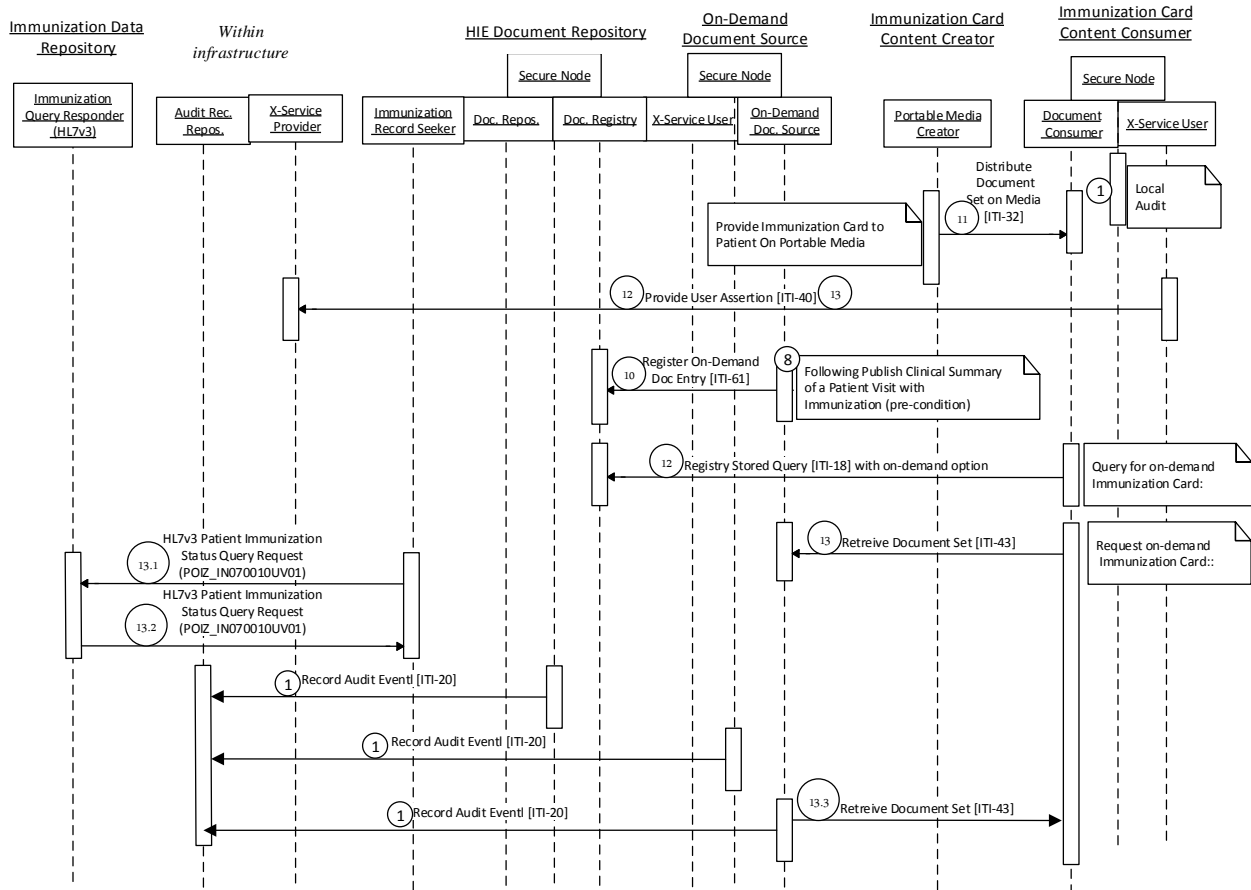 Immunization Data
Repository
Within
infrastructure
HIE Document Repository
On-Demand
Document Source
Immunization Card
Content Creator
Immunization Card
Content Consumer
Secure Node
Secure Node
Secure Node
Immunization
Query Responder
(HL7v3)
Audit Rec.
Repos.
X-Service
Provider
Immunization
Record Seeker
Doc. Repos.
Doc. Registry
X-Service User
On-Demand
Doc. Source
Portable Media
Creator
Document
Consumer
X-Service User
Distribute
Document
Set on Media
[ITI-32]
11
1
Local
Audit
Provide Immunization Card to
Patient On Portable Media
12
Provide User Assertion [ITI-40]
13
8
Register On-Demand
Doc Entry [ITI-61]
10
Following Publish Clinical Summary
of a Patient Visit with
Immunization (pre-condition)
12
Registry Stored Query [ITI-18] with on-demand option
Query for on-demand
Immunization Card:
13
Retreive Document Set [ITI-43]
Request on-demand
Immunization Card::
HL7v3 Patient Immunization
Status Query Request
(POIZ_IN070010UV01)
13.1
HL7v3 Patient Immunization
Status Query Request
(POIZ_IN070010UV01)
13.2
1
Record Audit Eventl [ITI-20]
1
Record Audit Eventl [ITI-20]
1
Record Audit Eventl [ITI-20]
13.3
Retreive Document Set [ITI-43]